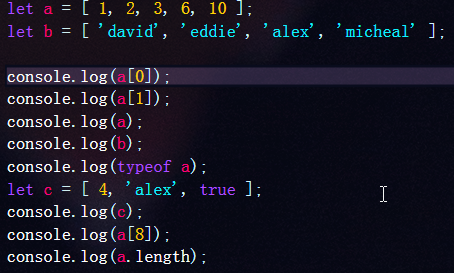 let a = [ 1, 2, 3, 6, 10 ];
let b = [ 'david', 'eddie', 'alex', 'micheal' ];
console.log(a[0]);
console.log(a[1]);
console.log(a);
console.log(b);
console.log(typeof a);
let c = [ 4, 'alex', true ];
console.log(c);
console.log(a[8]);
console.log(a.length);